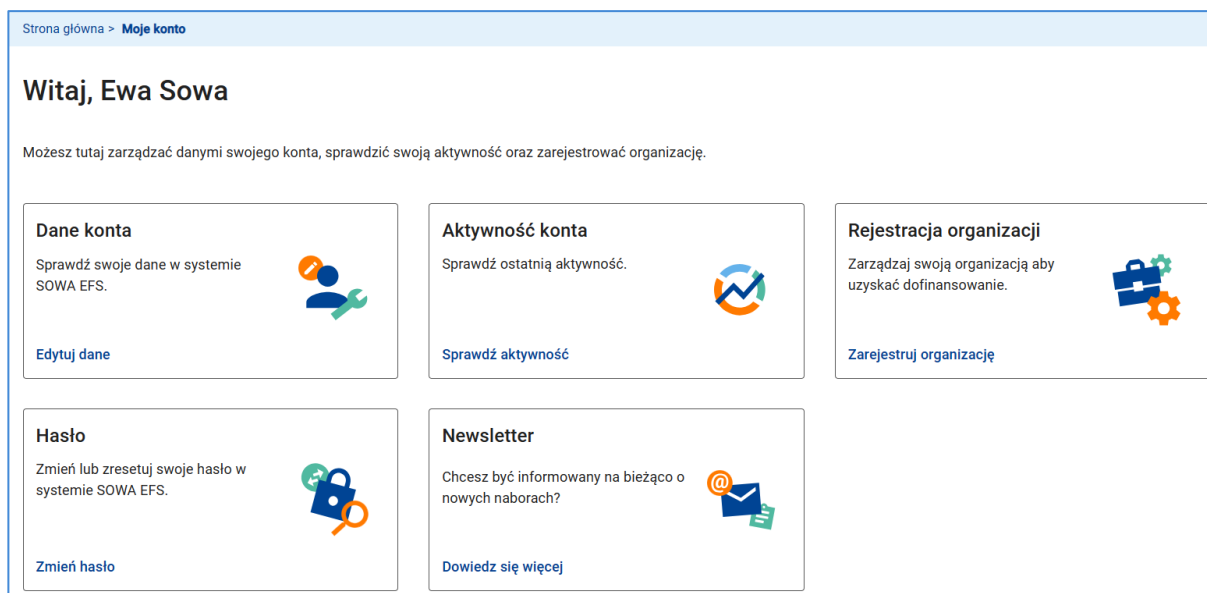 Strona główna > Moje konto
Witaj, Ewa Sowa
Możesz tutaj zarządzać danymi swojego konta, sprawdzić swoją aktywność oraz zarejestrować organizację.
Dane konta
Sprawdź swoje dane w systemie
SOWA EFS.
Edytuj dane
Aktywność konta
Sprawdź ostatnią aktywność.
Sprawdź aktywność
Rejestracja organizacji
Zarządzaj swoją organizacją aby
uzyskać dofinansowanie.
Zarejestruj organizację
Hasło
Zmień lub zresetuj swoje hasło w
systemie SOWA EFS.
Zmień hasło
Newsletter
Chcesz być informowany na bieżąco o
nowych naborach?
Dowiedz się więcej